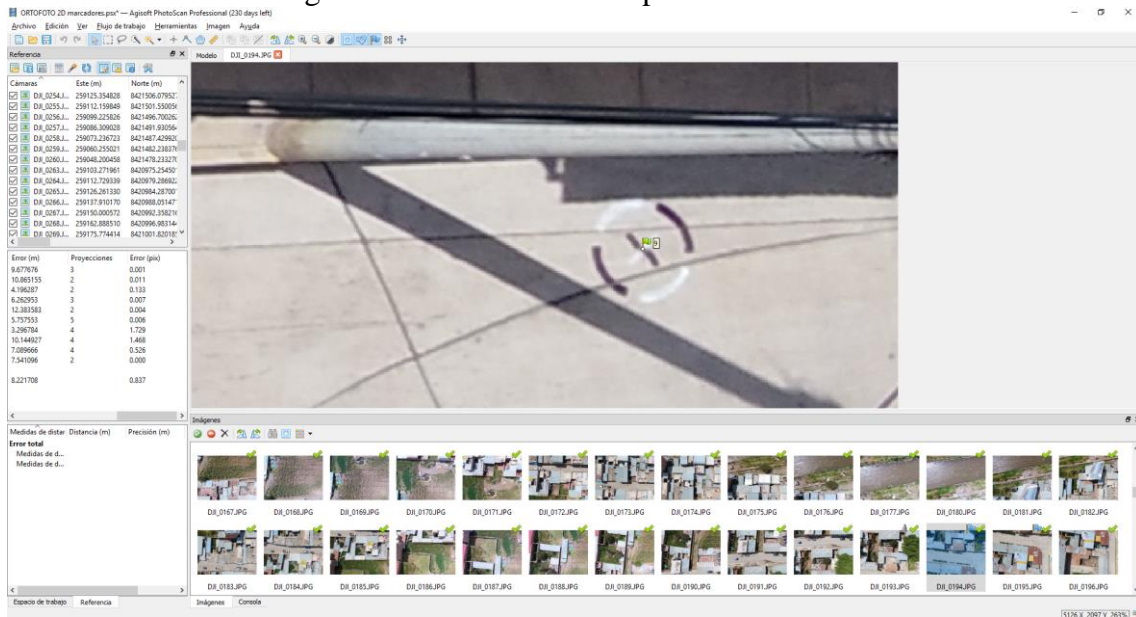 ORTOFOTO 2D marcadores.psx* — Agisoft PhotoScan Professional (230 days left)
Archivo Edición Ver Flujo de trabajo Herramientas Imagen Ayuda
Referencia
Modelo DJI_0194.JPG
Cámaras Este (m) Norte (m)
DJI_0254.J... 259125.354828 8421506.07952
DJI_0255.J... 259112.159849 8421501.55005
DJI_0256.J... 259099.225826 8421496.70026
DJI_0257.J... 259086.309028 8421491.93056
DJI_0258.J... 259073.236723 8421487.42992
DJI_0259.J... 259060.255021 8421482.23837
DJI_0260.J... 259048.200458 8421478.23327
DJI_0263.J... 259103.271961 8420975.25450
DJI_0264.J... 259112.729339 8420979.28692
DJI_0265.J... 259126.261330 8420984.28700
DJI_0266.J... 259137.910170 8420988.05147
DJI_0267.J... 259150.000572 8420992.35821
DJI_0268.J... 259162.888510 8420996.98314
DJI_0269.J... 259175.774414 8421001.82018
9
Error (m) Proyecciones Error (pix)
9.677676 3 0.001
10.865155 2 0.011
4.196287 2 0.133
6.262953 3 0.007
12.383583 2 0.004
5.757553 5 0.006
3.296784 4 1.729
10.144927 4 1.468
7.089666 4 0.526
7.541096 2 0.000
8.221708 0.837
Medidas de distar Distancia (m) Precisión (m)
Error total
Medidas de d...
Medidas de d...
Imágenes
DJI_0167.JPG DJI_0168.JPG DJI_0169.JPG DJI_0170.JPG DJI_0171.JPG DJI_0172.JPG DJI_0173.JPG DJI_0174.JPG DJI_0175.JPG DJI_0176.JPG DJI_0177.JPG DJI_0180.JPG DJI_0181.JPG DJI_0182.JPG
DJI_0183.JPG DJI_0184.JPG DJI_0185.JPG DJI_0186.JPG DJI_0187.JPG DJI_0188.JPG DJI_0189.JPG DJI_0190.JPG DJI_0191.JPG DJI_0192.JPG DJI_0193.JPG DJI_0194.JPG DJI_0195.JPG DJI_0196.JPG
Espacio de trabajo Referencia Imágenes Consola
5126 X 2097 Y 263%